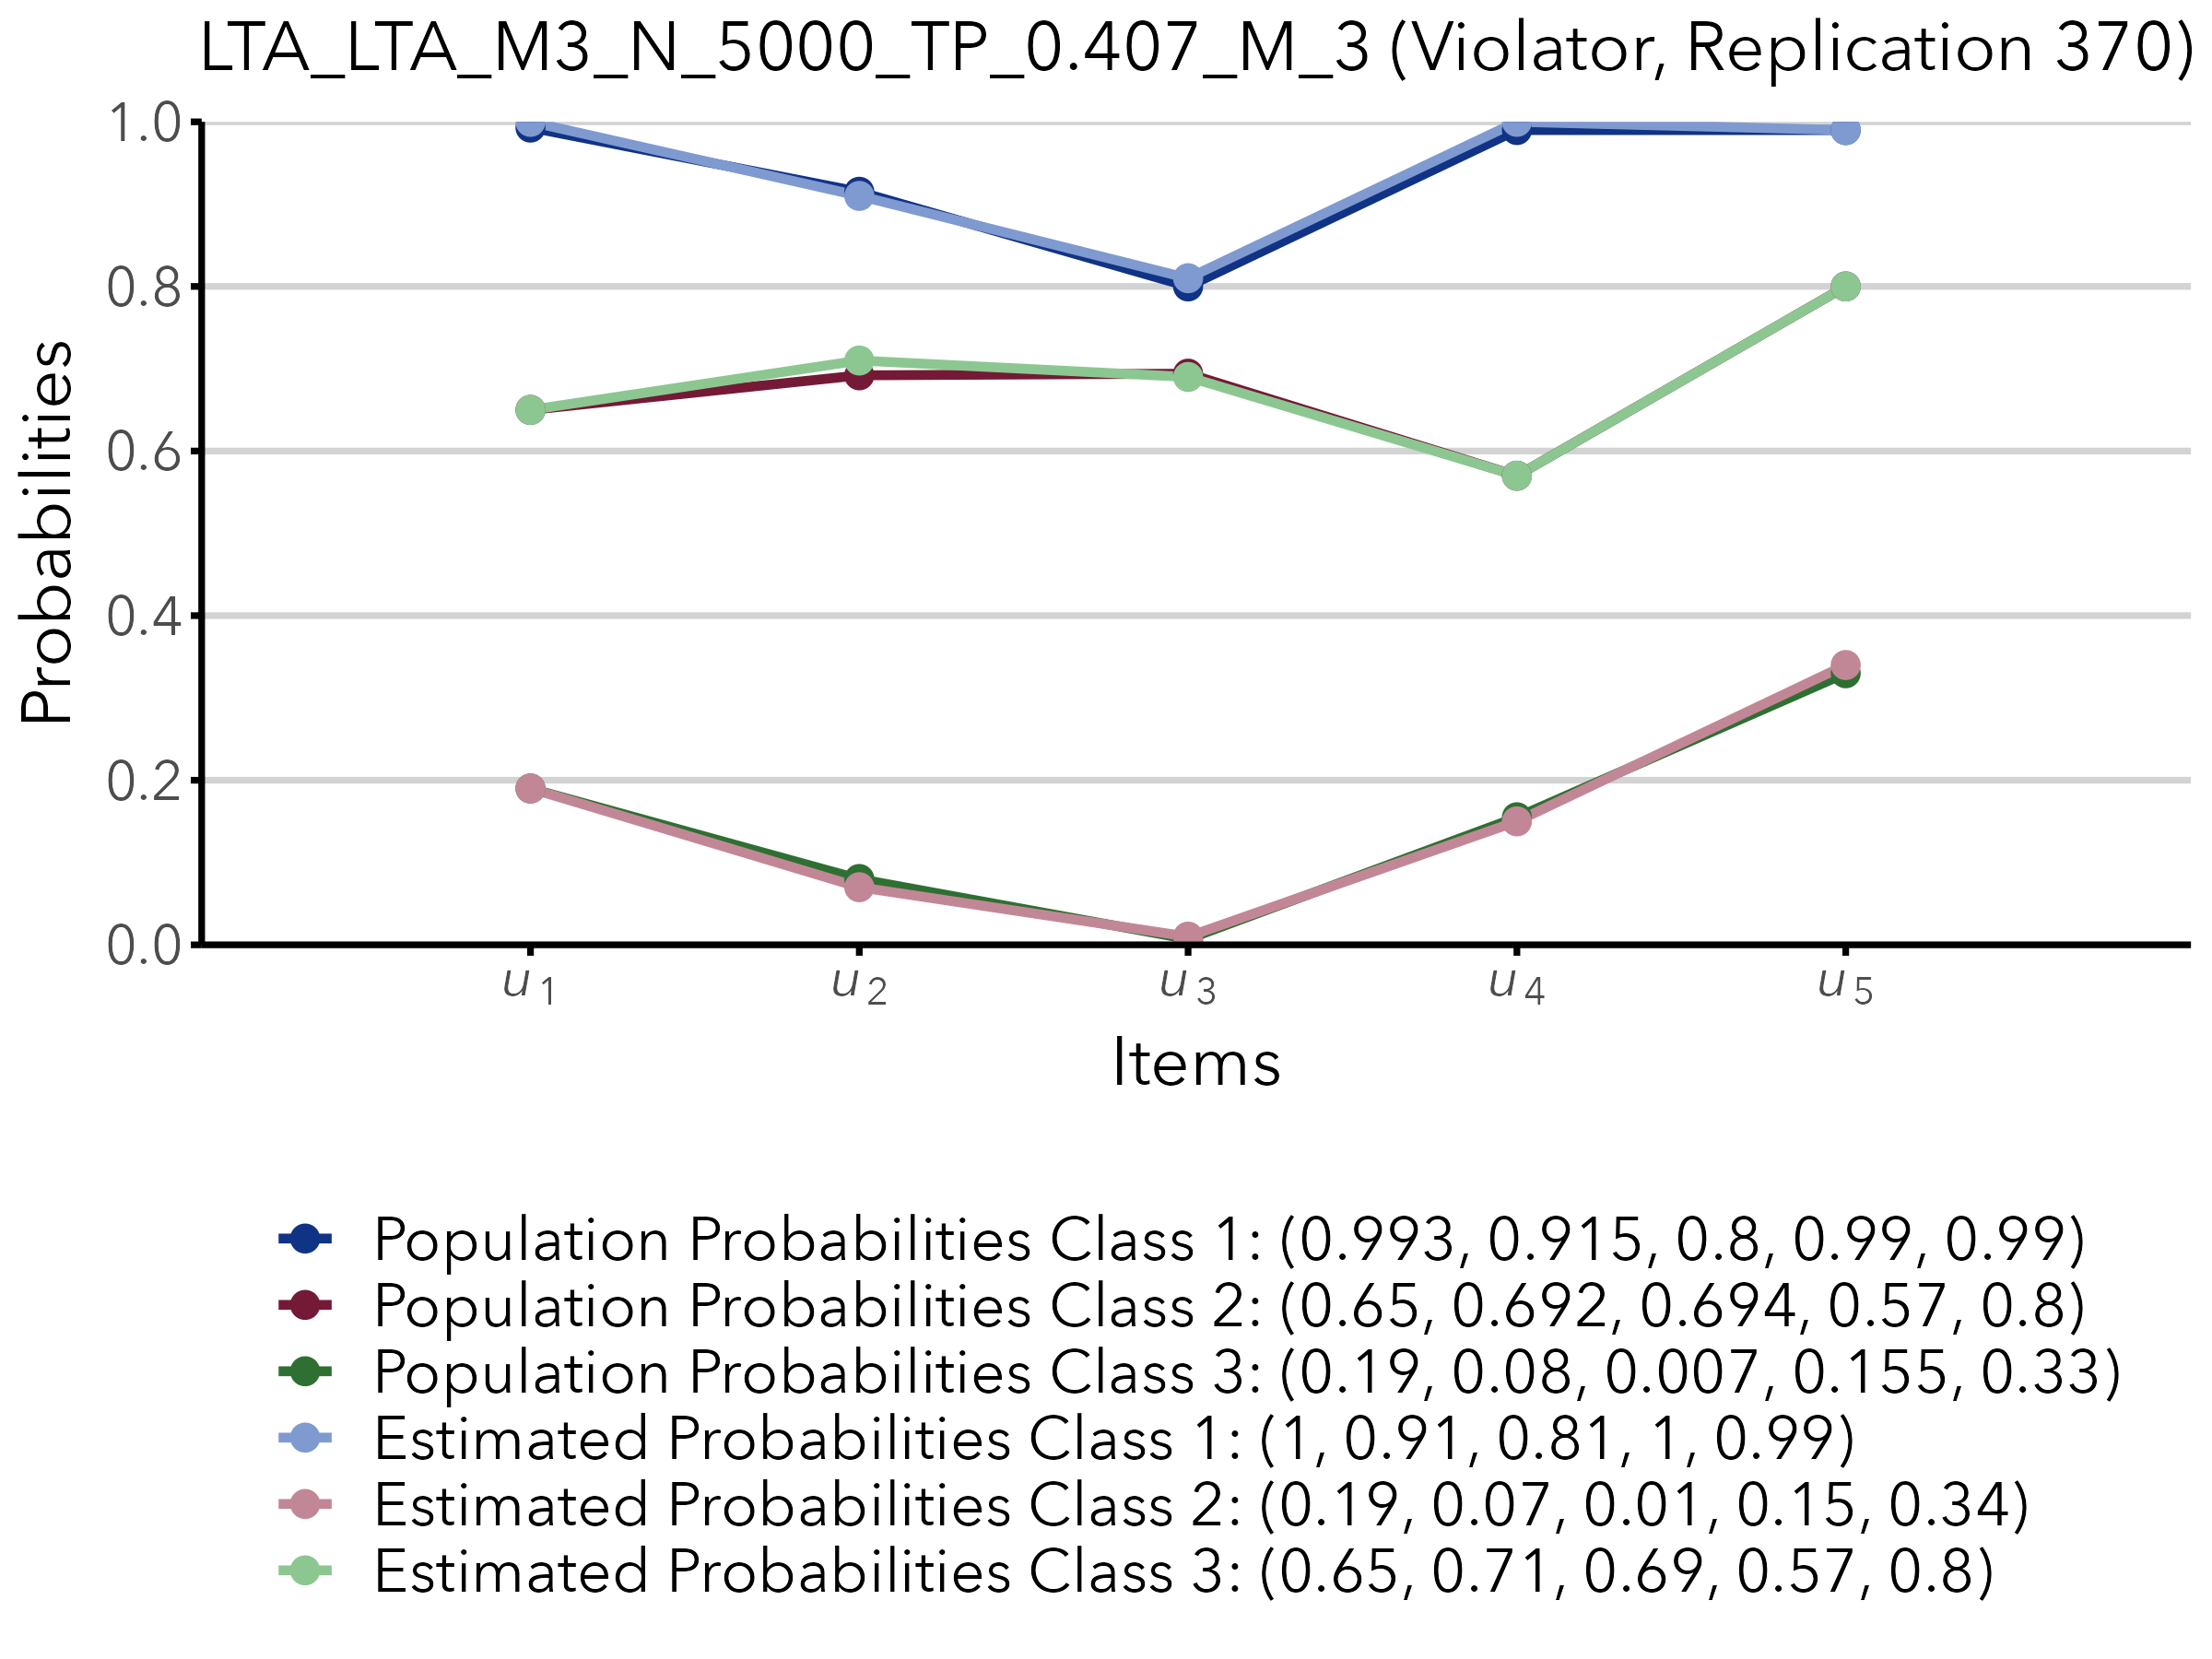 LTA_LTA_M3_N_5000_TP_0.407_M_3 (Violator, Replication 370)
1.0
0.8
0.6
0.4
0.2
0.0
Probabilities
u1 u2 u3 u4 u5
Items
Population Probabilities Class 1: (0.993, 0.915, 0.8, 0.99, 0.99)
Population Probabilities Class 2: (0.65, 0.692, 0.694, 0.57, 0.8)
Population Probabilities Class 3: (0.19, 0.08, 0.007, 0.155, 0.33)
Estimated Probabilities Class 1: (1, 0.91, 0.81, 1, 0.99)
Estimated Probabilities Class 2: (0.19, 0.07, 0.01, 0.15, 0.34)
Estimated Probabilities Class 3: (0.65, 0.71, 0.69, 0.57, 0.8)